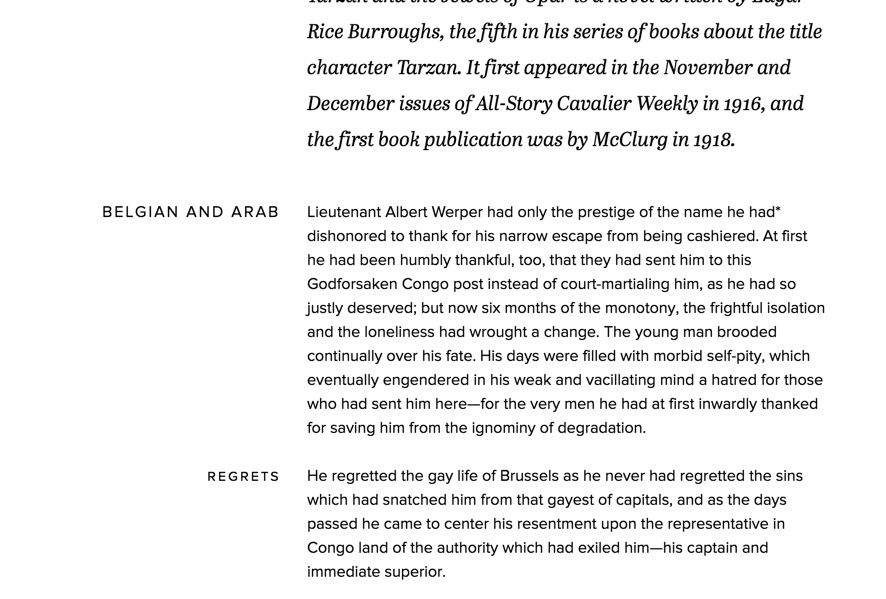 Tarzan and the Jewels of Opar is a novel written by Edgar
Rice Burroughs, the fifth in his series of books about the title
character Tarzan. It first appeared in the November and
December issues of All-Story Cavalier Weekly in 1916, and
the first book publication was by McClurg in 1918.
BELGIAN AND ARAB
Lieutenant Albert Werper had only the prestige of the name he had*
dishonored to thank for his narrow escape from being cashiered. At first
he had been humbly thankful, too, that they had sent him to this
Godforsaken Congo post instead of court-martialing him, as he had so
justly deserved; but now six months of the monotony, the frightful isolation
and the loneliness had wrought a change. The young man brooded
continually over his fate. His days were filled with morbid self-pity, which
eventually engendered in his weak and vacillating mind a hatred for those
who had sent him here—for the very men he had at first inwardly thanked
for saving him from the ignominy of degradation.
REGRETS
He regretted the gay life of Brussels as he never had regretted the sins
which had snatched him from that gayest of capitals, and as the days
passed he came to center his resentment upon the representative in
Congo land of the authority which had exiled him—his captain and
immediate superior.